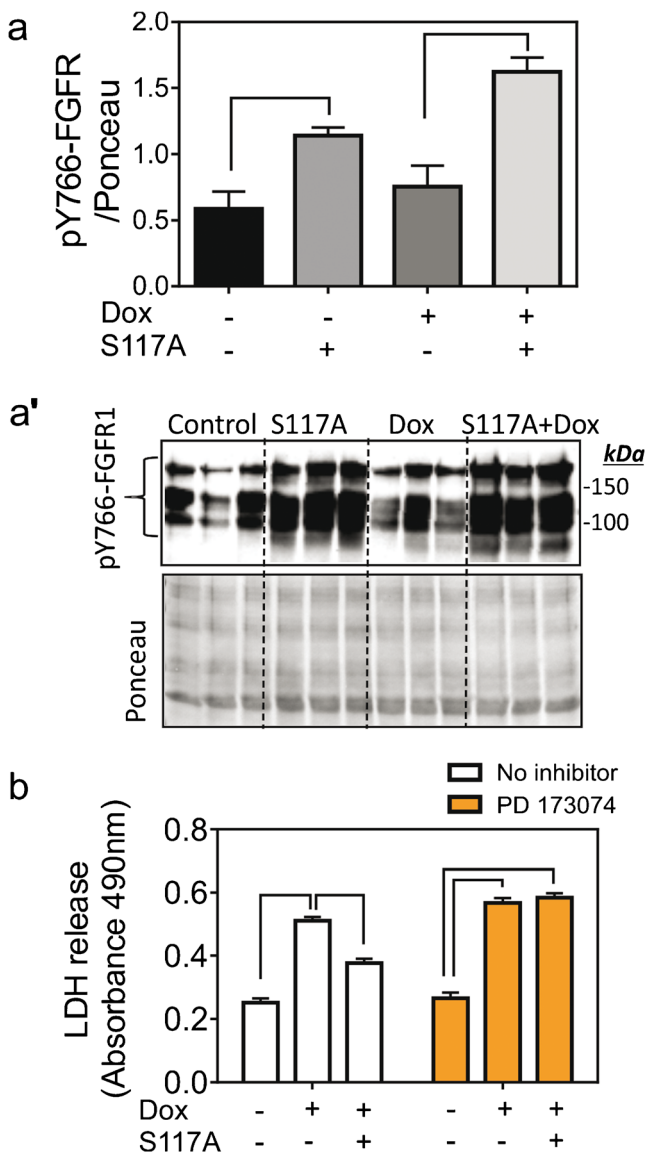 a
pY766-FGFR
/Ponceau
2.0
1.5
1.0
0.5
0.0
Dox - - + +
S117A - + - +
a'
Control S117A Dox S117A+Dox
kDa
pY766-FGFR1
-150
-100
Ponceau
b
No inhibitor
PD 173074
LDH release
(Absorbance 490nm)
0.8
0.6
0.4
0.2
0.0
Dox - + + - + +
S117A - - + - - +